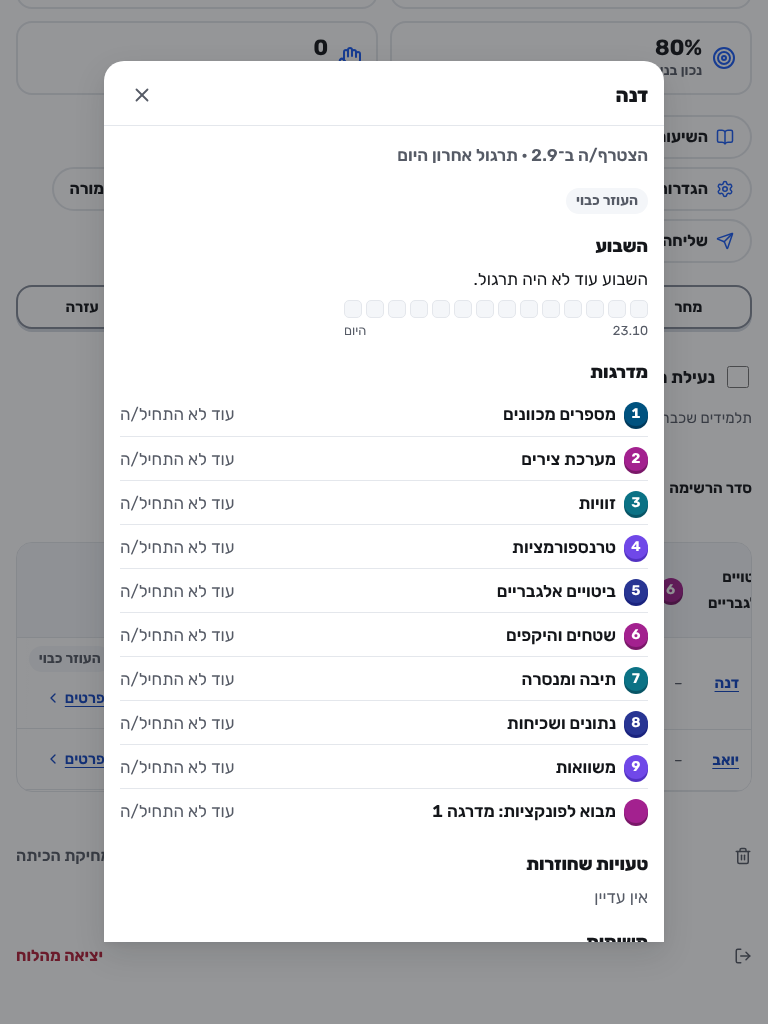 80%
נכון בני
0
השיעו
הגדרות
מורה
שליחה
מחר
עזרה
נעילת
תלמידים שכבר
סדר הרשימה
6
דנה
–
העוזר כבוי
פרטים
יואב
–
פרטים
מחיקת הכיתה
יציאה מהלוח
דנה
הצטרף/ה ב־2.9 • תרגול אחרון היום
העוזר כבוי
השבוע
השבוע עוד לא היה תרגול.
23.10
היום
מדרגות
1 מספרים מכוונים עוד לא התחיל/ה
2 מערכת צירים עוד לא התחיל/ה
3 זוויות עוד לא התחיל/ה
4 טרנספורמציות עוד לא התחיל/ה
5 ביטויים אלגבריים עוד לא התחיל/ה
6 שטחים והיקפים עוד לא התחיל/ה
7 תיבה ומנסרה עוד לא התחיל/ה
8 נתונים ושכיחות עוד לא התחיל/ה
9 משוואות עוד לא התחיל/ה
מבוא לפונקציות: מדרגה 1 עוד לא התחיל/ה
טעויות שחוזרות
אין עדיין